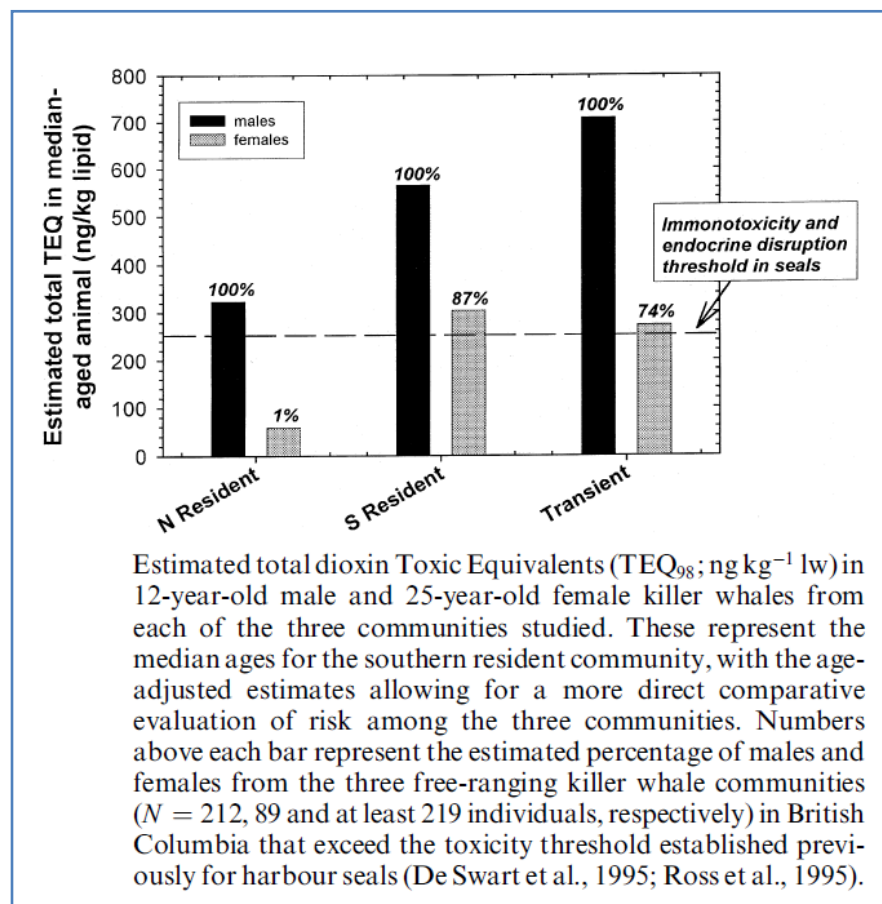 Estimated total TEQ in median-
aged animal (ng/kg lipid)
800
700
600
500
400
300
200
100
0
males
females
100%
1%
100%
87%
100%
74%
Immonotoxicity and
endocrine disruption
threshold in seals
N Resident
S Resident
Transient
Estimated total dioxin Toxic Equivalents (TEQ₉₈; ng kg⁻¹ lw) in
12-year-old male and 25-year-old female killer whales from
each of the three communities studied. These represent the
median ages for the southern resident community, with the age-
adjusted estimates allowing for a more direct comparative
evaluation of risk among the three communities. Numbers
above each bar represent the estimated percentage of males and
females from the three free-ranging killer whale communities
(N = 212, 89 and at least 219 individuals, respectively) in British
Columbia that exceed the toxicity threshold established previ-
ously for harbour seals (De Swart et al., 1995; Ross et al., 1995).